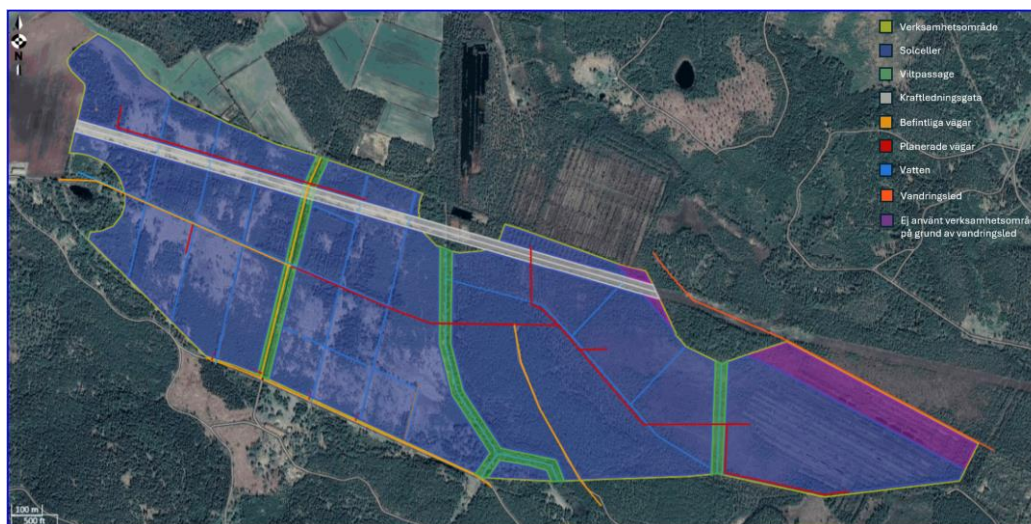 N
Verksamhetsområde
Solceller
Viltpassage
Kraftledningsgata
Befintliga vägar
Planerade vägar
Vatten
Vandringsled
Ej använt verksamhetsområ
på grund av vandringsled
100 m
500 ft